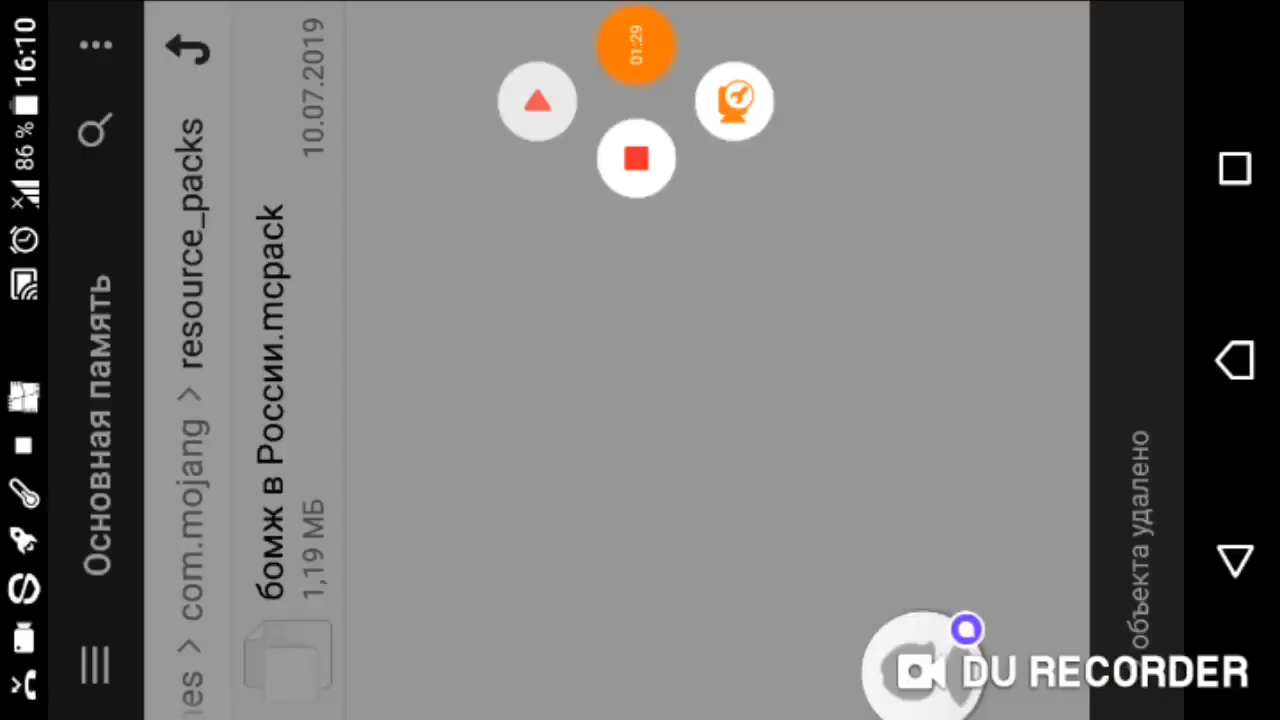 86 % 16:10
Основная память
nes > com.mojang > resource_packs
бомж в России.mcpack
1,19 МБ 10.07.2019
01:29
объекта удалено
DU RECORDER